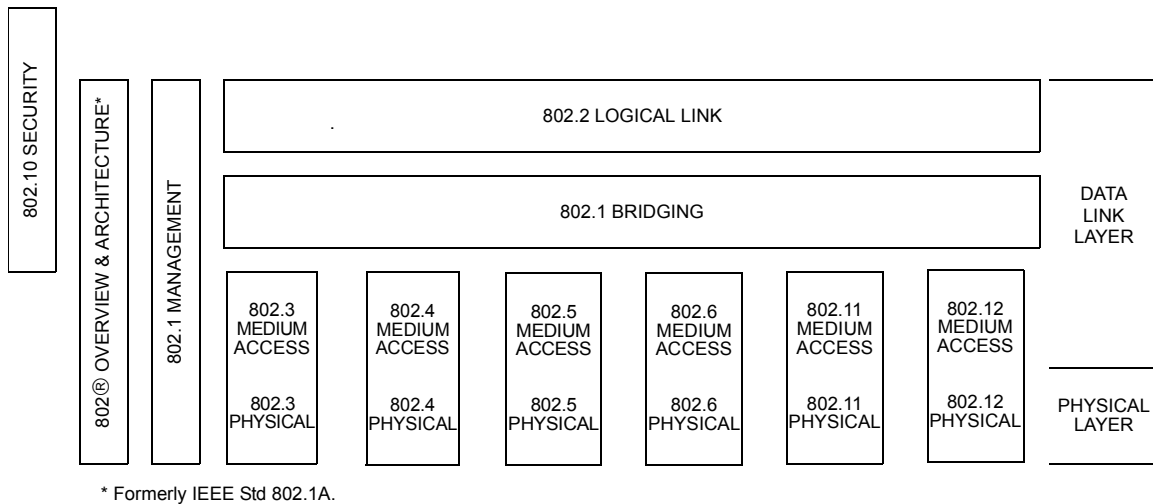 802.10 SECURITY
802® OVERVIEW & ARCHITECTURE*
802.1 MANAGEMENT
802.2 LOGICAL LINK
802.1 BRIDGING
802.3
MEDIUM
ACCESS
802.3
PHYSICAL
802.4
MEDIUM
ACCESS
802.4
PHYSICAL
802.5
MEDIUM
ACCESS
802.5
PHYSICAL
802.6
MEDIUM
ACCESS
802.6
PHYSICAL
802.11
MEDIUM
ACCESS
802.11
PHYSICAL
802.12
MEDIUM
ACCESS
802.12
PHYSICAL
DATA
LINK
LAYER
PHYSICAL
LAYER
* Formerly IEEE Std 802.1A.